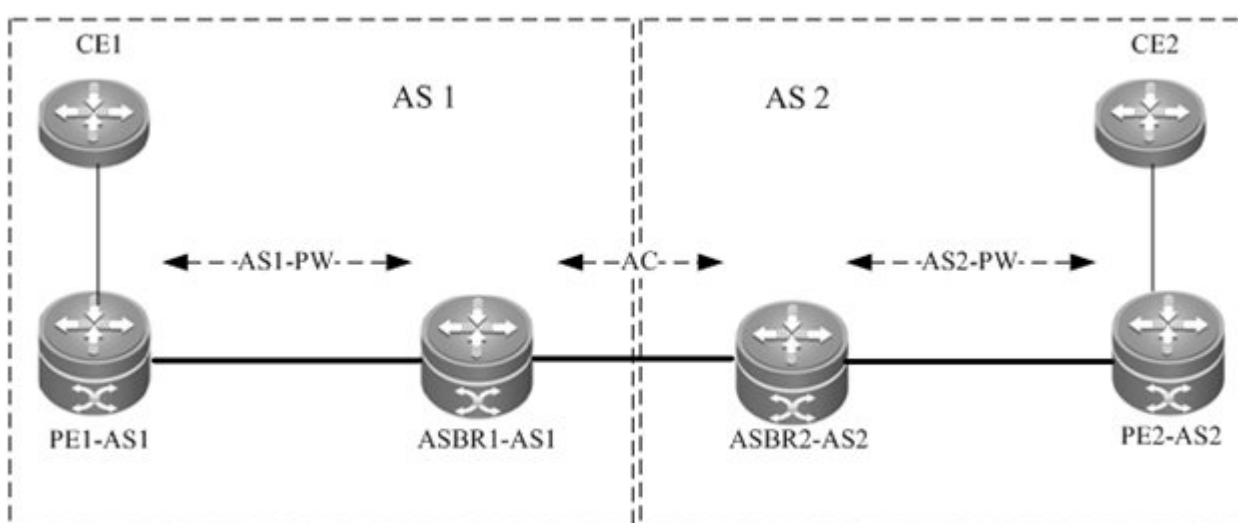 CE1
CE2
AS 1
AS 2
AS1-PW
AC
AS2-PW
PE1-AS1
ASBR1-AS1
ASBR2-AS2
PE2-AS2